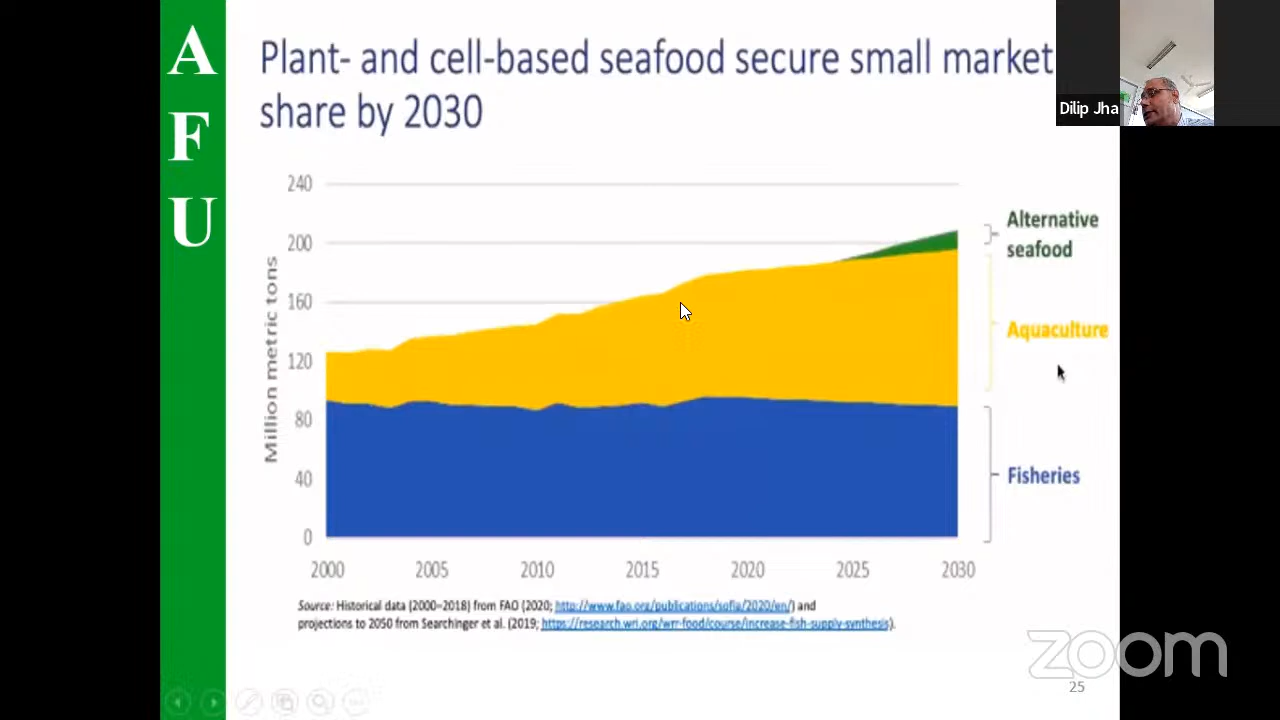 A
F
U
Plant- and cell-based seafood secure small market
share by 2030
Dilip Jha
240
200
160
120
80
40
0
Million metric tons
2000 2005 2010 2015 2020 2025 2030
Alternative
seafood
Aquaculture
Fisheries
Source: Historical data (2000–2018) from FAO (2020; http://www.fao.org/publications/sofia/2020/en/) and
projections to 2050 from Searchinger et al. (2019; https://research.wri.org/wrr-food/course/increase-fish-supply-synthesis).
zoom
25